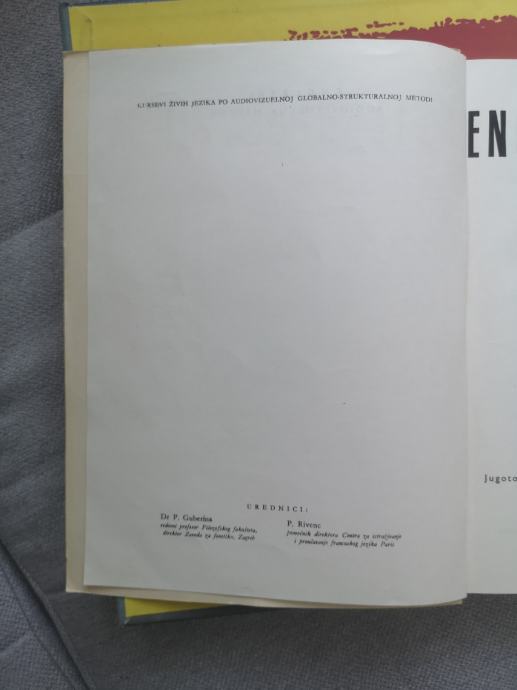 KURSEVI ŽIVIH JEZIKA PO AUDIOVIZUELNOJ GLOBALNO-STRUKTURALNOJ METODI
EN
Jugoto
UREDNICI:
Dr P. Guberina
redovni profesor Filozofskog fakulteta,
direktor Zavoda za fonetiku, Zagreb
P. Rivenc
pomoćnik direktora Centra za istraživanje
i proučavanje francuskog jezika Paris